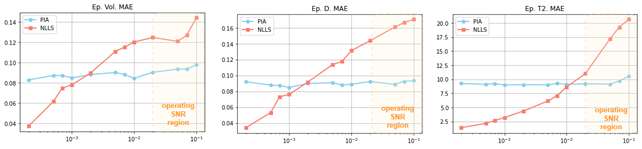 Ep. Vol. MAE
PIA
NLLS
0.14
0.12
0.10
0.08
0.06
0.04
operating
SNR
region
10⁻³
10⁻²
10⁻¹
Ep. D. MAE
PIA
NLLS
0.16
0.14
0.12
0.10
0.08
0.06
0.04
operating
SNR
region
10⁻³
10⁻²
10⁻¹
Ep. T2. MAE
PIA
NLLS
20.0
17.5
15.0
12.5
10.0
7.5
5.0
2.5
operating
SNR
region
10⁻³
10⁻²
10⁻¹